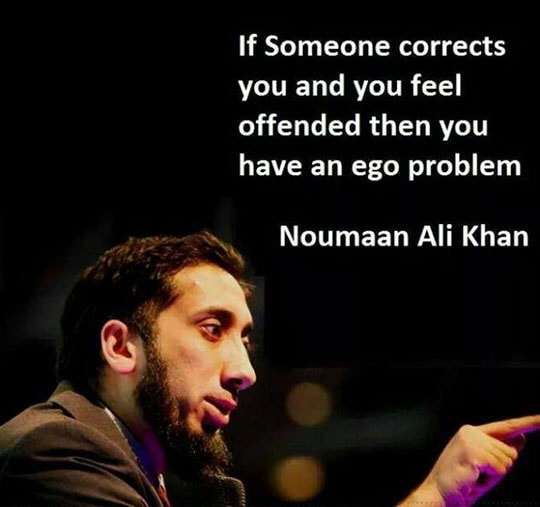 If Someone corrects
you and you feel
offended then you
have an ego problem
Noumaan Ali Khan